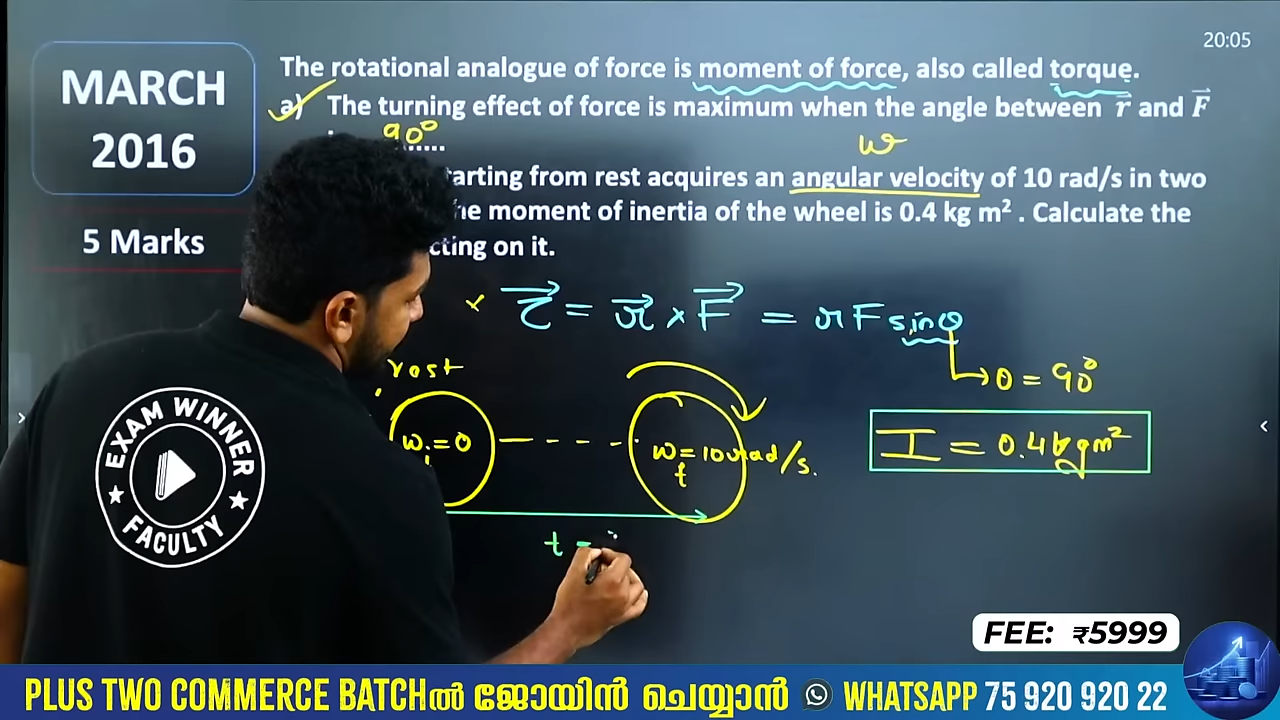 20:05
MARCH
2016
5 Marks
The rotational analogue of force is moment of force, also called torque.
a) The turning effect of force is maximum when the angle between r⃗ and F⃗
90°
.....
w
tarting from rest acquires an angular velocity of 10 rad/s in two
he moment of inertia of the wheel is 0.4 kg m² . Calculate the
cting on it.
× τ⃗ = r⃗ × F⃗ = rF sinθ
θ = 90°
rest
wᵢ = 0
w_f = 10 rad/s.
I = 0.4 kgm²
t =
EXAM WINNER
FACULTY
FEE: ₹5999
PLUS TWO COMMERCE BATCHൽ ജോയിൻ ചെയ്യാൻ WHATSAPP 75 920 920 22